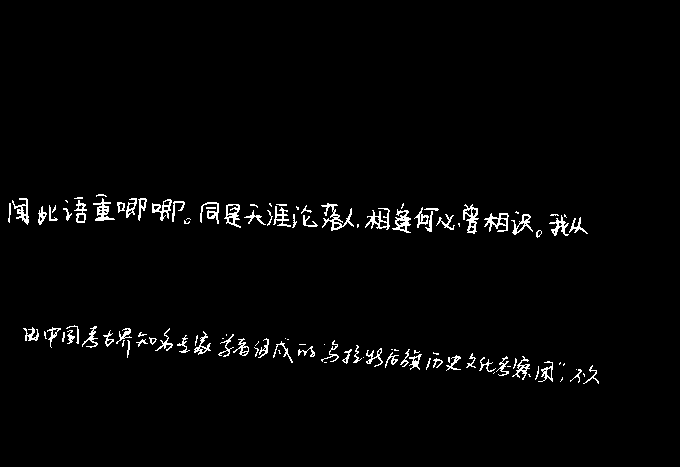 闻此语重唧唧。同是天涯沦落人,相逢何必曾相识。我从
由中国考古界知名专家学者组成的“乌拉特后旗历史文化考察团”,不久